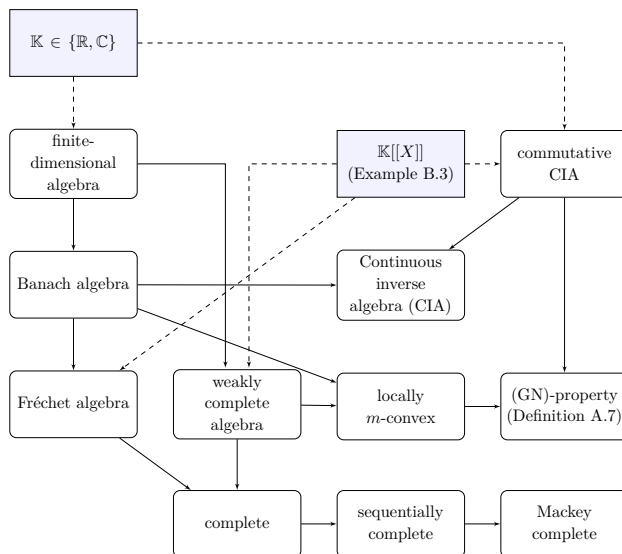 𝕂 ∈ {ℝ, ℂ}
finite-
dimensional
algebra
𝕂[[X]]
(Example B.3)
commutative
CIA
Banach algebra
Continuous
inverse
algebra (CIA)
Fréchet algebra
weakly
complete
algebra
locally
m-convex
(GN)-property
(Definition A.7)
complete
sequentially
complete
Mackey
complete